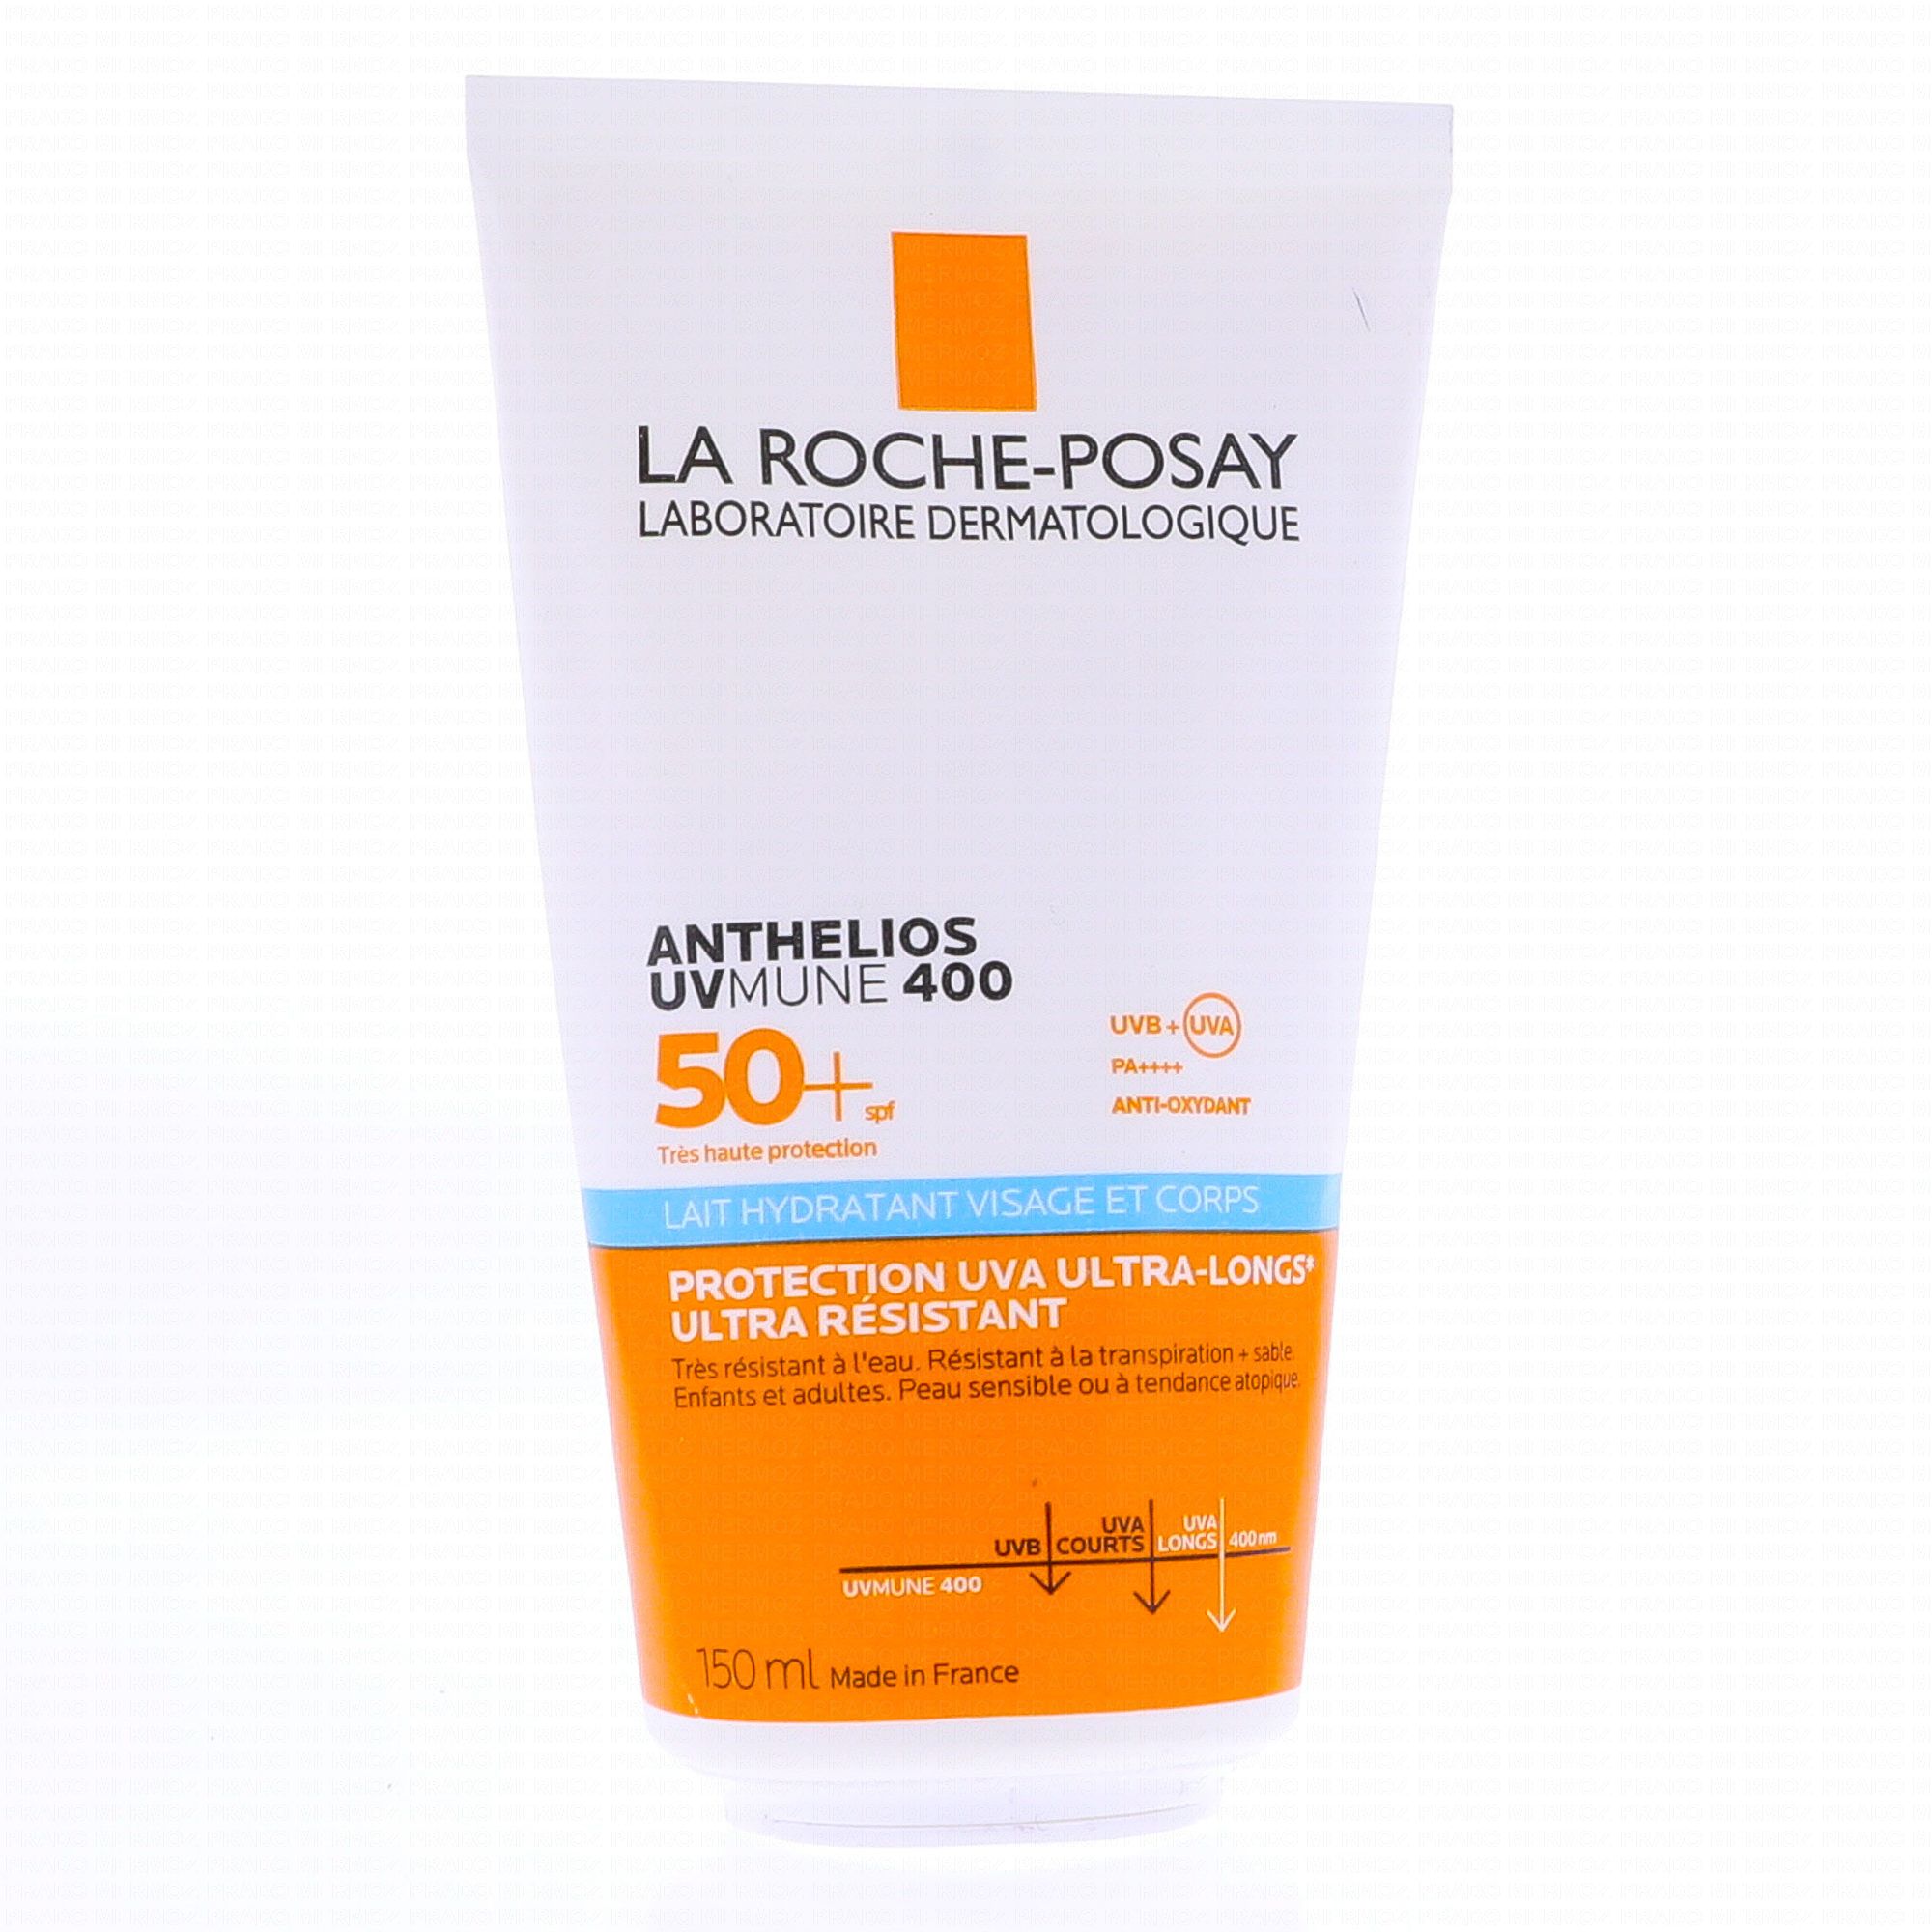 LA ROCHE-POSAY
LABORATOIRE DERMATOLOGIQUE
ANTHELIOS
UVMUNE 400
50+ spf
Très haute protection
UVB + UVA
PA++++
ANTI-OXYDANT
LAIT HYDRATANT VISAGE ET CORPS
PROTECTION UVA ULTRA-LONGS‡
ULTRA RÉSISTANT
Très résistant à l'eau. Résistant à la transpiration + sable.
Enfants et adultes. Peau sensible ou à tendance atopique.
UVB
UVA
COURTS
UVA
LONGS
400nm
UVMUNE 400
150 ml Made in France